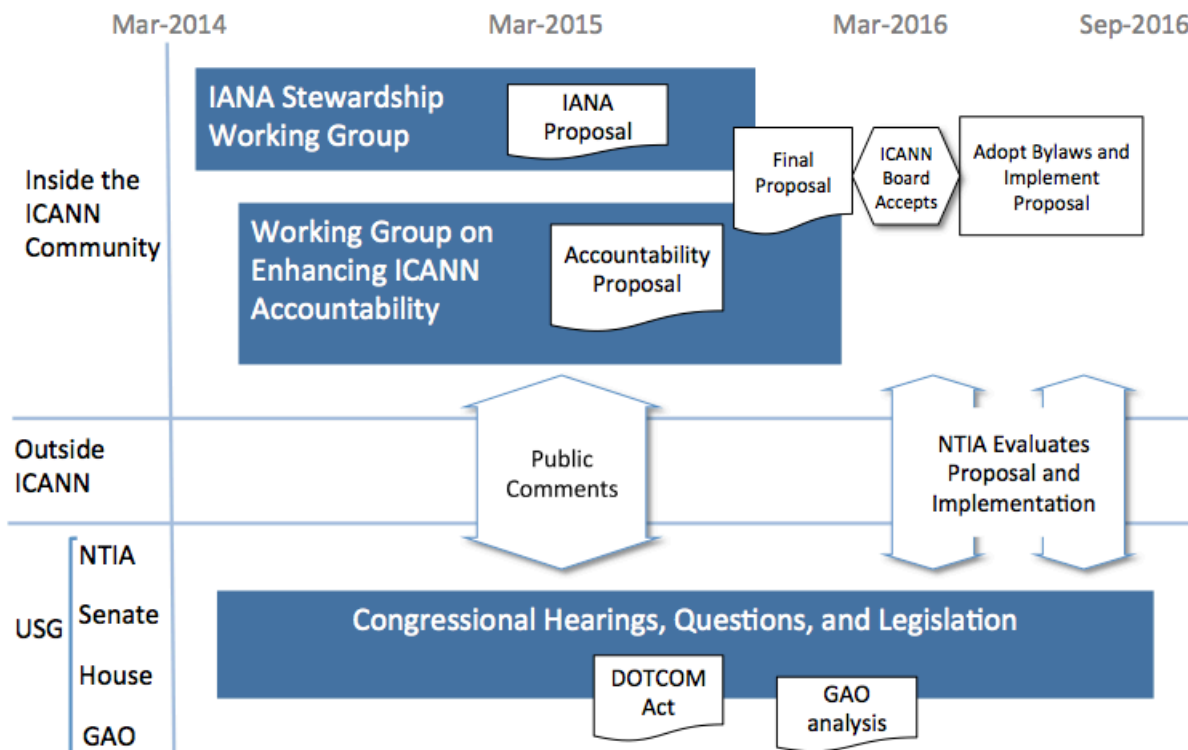 Mar-2014
Mar-2015
Mar-2016
Sep-2016
IANA Stewardship
Working Group
IANA
Proposal
Final
Proposal
ICANN
Board
Accepts
Adopt Bylaws and
Implement
Proposal
Inside the
ICANN
Community
Working Group on
Enhancing ICANN
Accountability
Accountability
Proposal
Outside
ICANN
Public
Comments
NTIA Evaluates
Proposal and
Implementation
USG
NTIA
Senate
House
GAO
Congressional Hearings, Questions, and Legislation
DOTCOM
Act
GAO
analysis